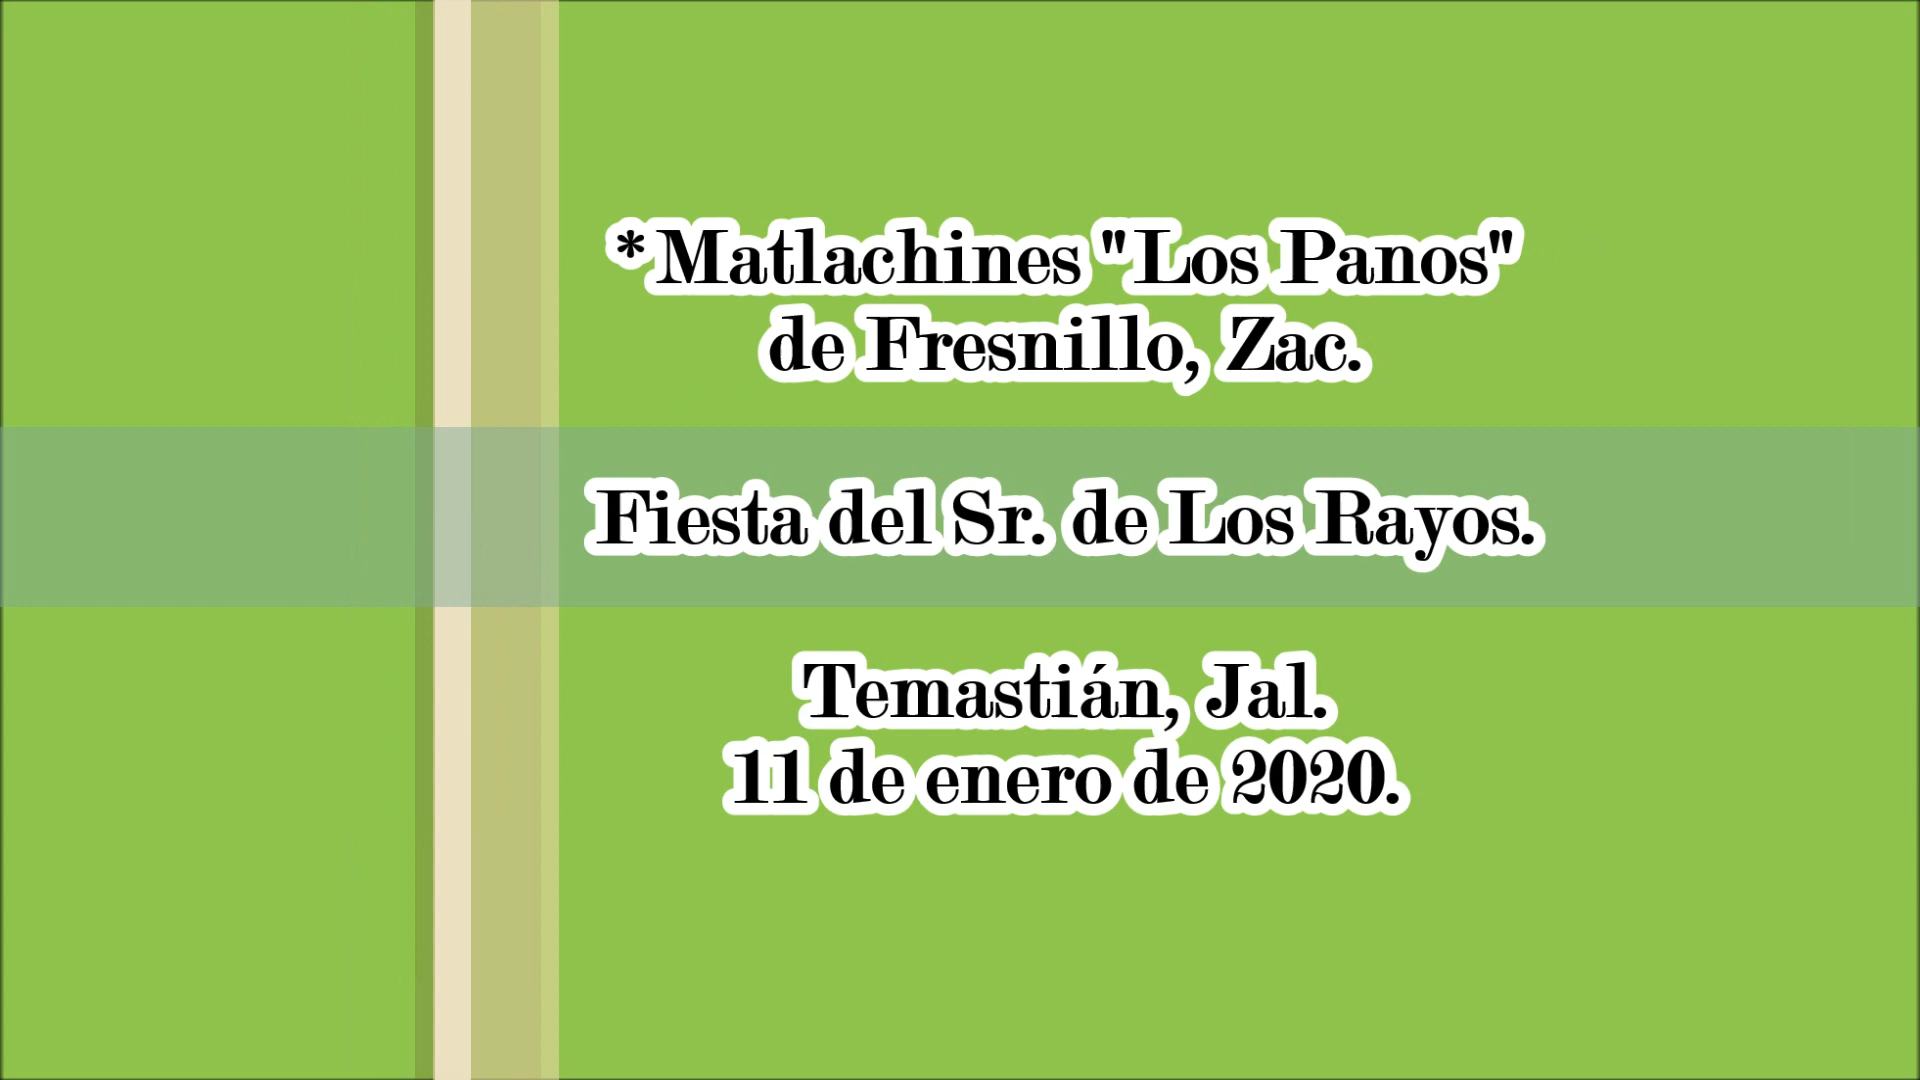 *Matlachines "Los Panos"
de Fresnillo, Zac.
Fiesta del Sr. de Los Rayos.
Temastián, Jal.
11 de enero de 2020.